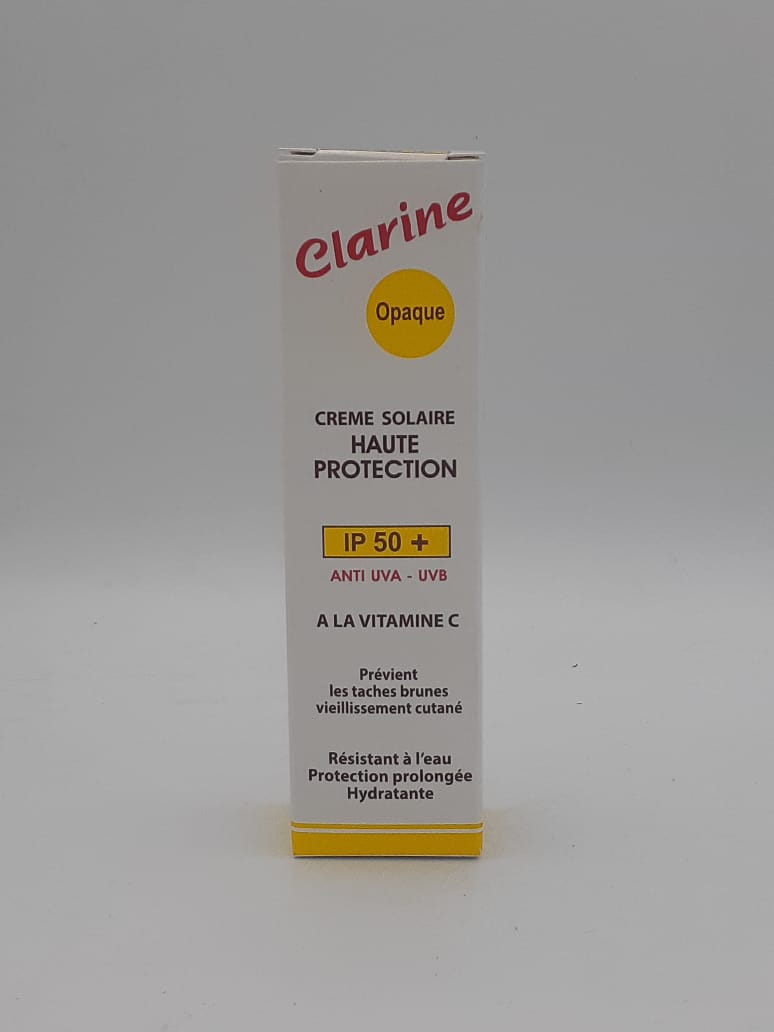 Clarine
Opaque
CREME SOLAIRE
HAUTE
PROTECTION
IP 50 +
ANTI UVA - UVB
A LA VITAMINE C
Prévient
les taches brunes
vieillissement cutané
Résistant à l'eau
Protection prolongée
Hydratante